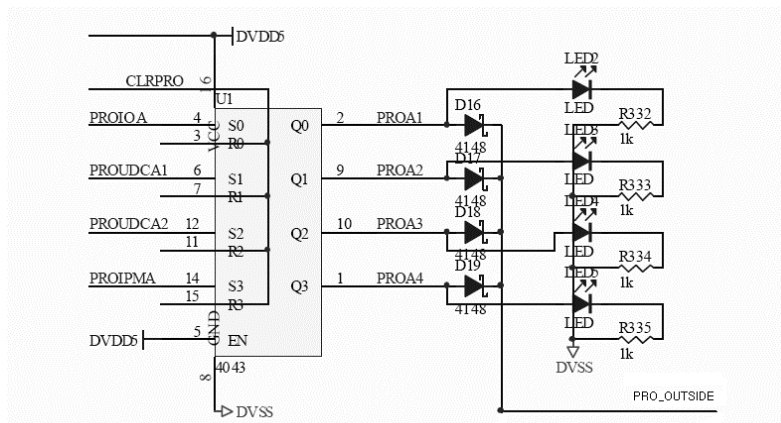 DVDD5
LED2
CLRPRO
16
U1
D16
LED
PROIOA 4 VCC S0 Q0 2 PROA1
R332
3 R0
4148
LED3
1k
D17
PROUDCA1 6 S1 Q1 9 PROA2
LED
R333
7 R1
4148
LED4
1k
D18
PROUDCA2 12 S2 Q2 10 PROA3
11 R2
4148
LED
R334
D19
LED5
1k
PROIPMA 14 S3 Q3 1 PROA4
15 R3
4148
LED
R335
DVDD5 5 GND EN
1k
4043
DVSS
8
DVSS
PRO_OUTSIDE